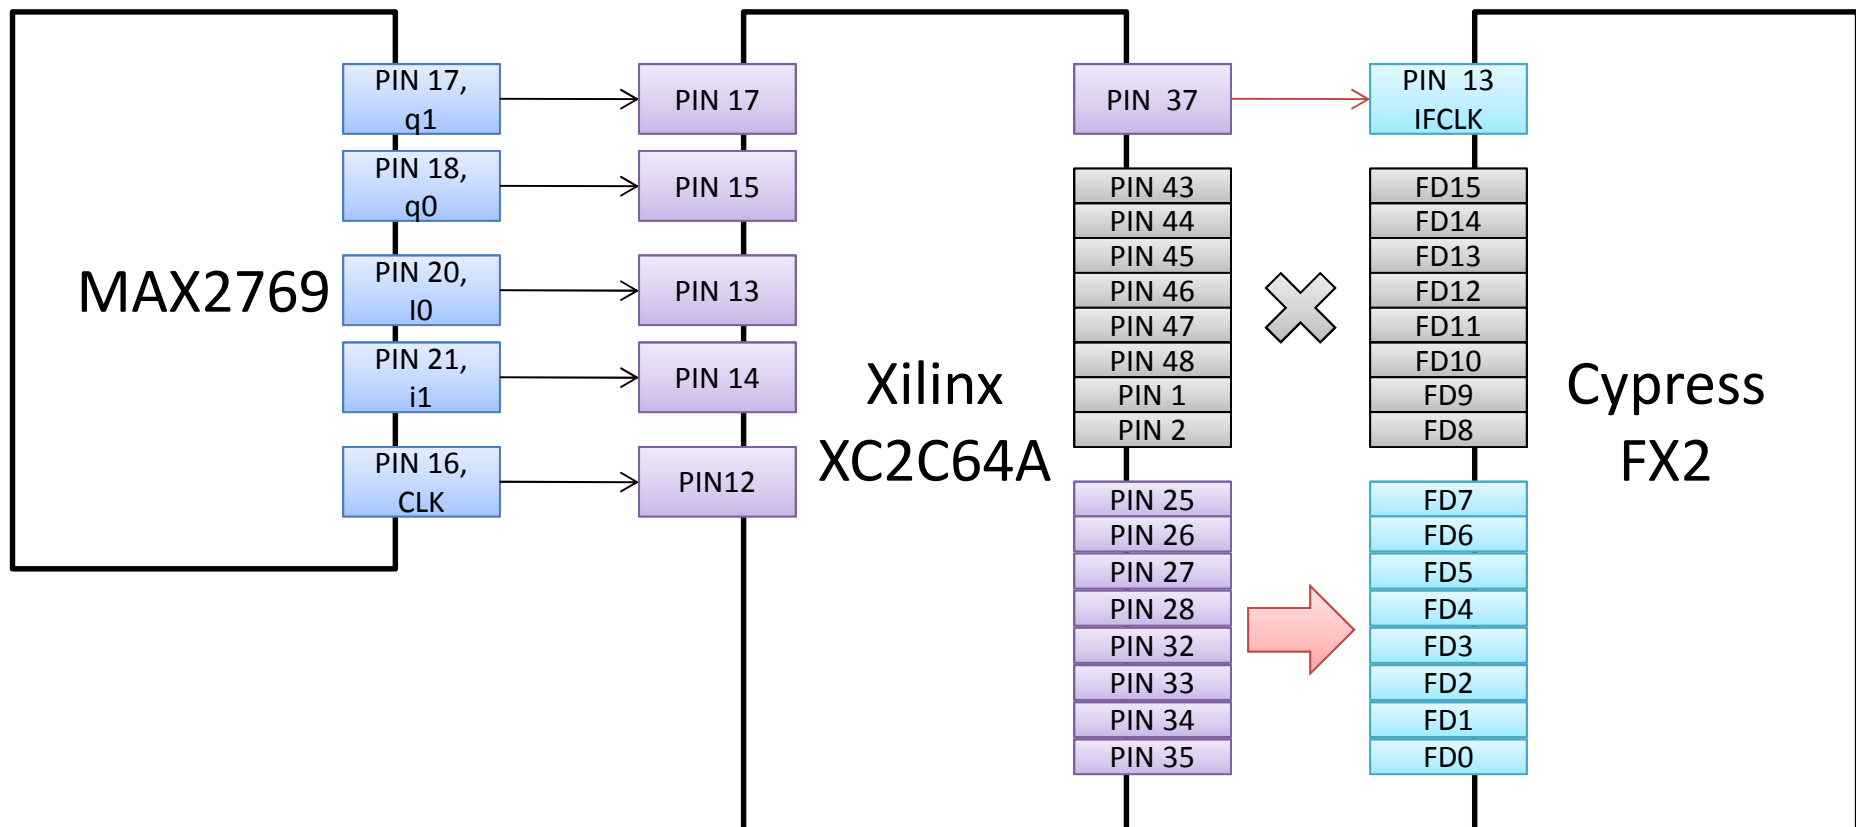 MAX2769
PIN 17,
q1
PIN 18,
q0
PIN 20,
I0
PIN 21,
i1
PIN 16,
CLK
PIN 17
PIN 15
PIN 13
PIN 14
PIN12
Xilinx
XC2C64A
PIN 37
PIN 43
PIN 44
PIN 45
PIN 46
PIN 47
PIN 48
PIN 1
PIN 2
PIN 25
PIN 26
PIN 27
PIN 28
PIN 32
PIN 33
PIN 34
PIN 35
PIN 13
IFCLK
FD15
FD14
FD13
FD12
FD11
FD10
FD9
FD8
FD7
FD6
FD5
FD4
FD3
FD2
FD1
FD0
Cypress
FX2